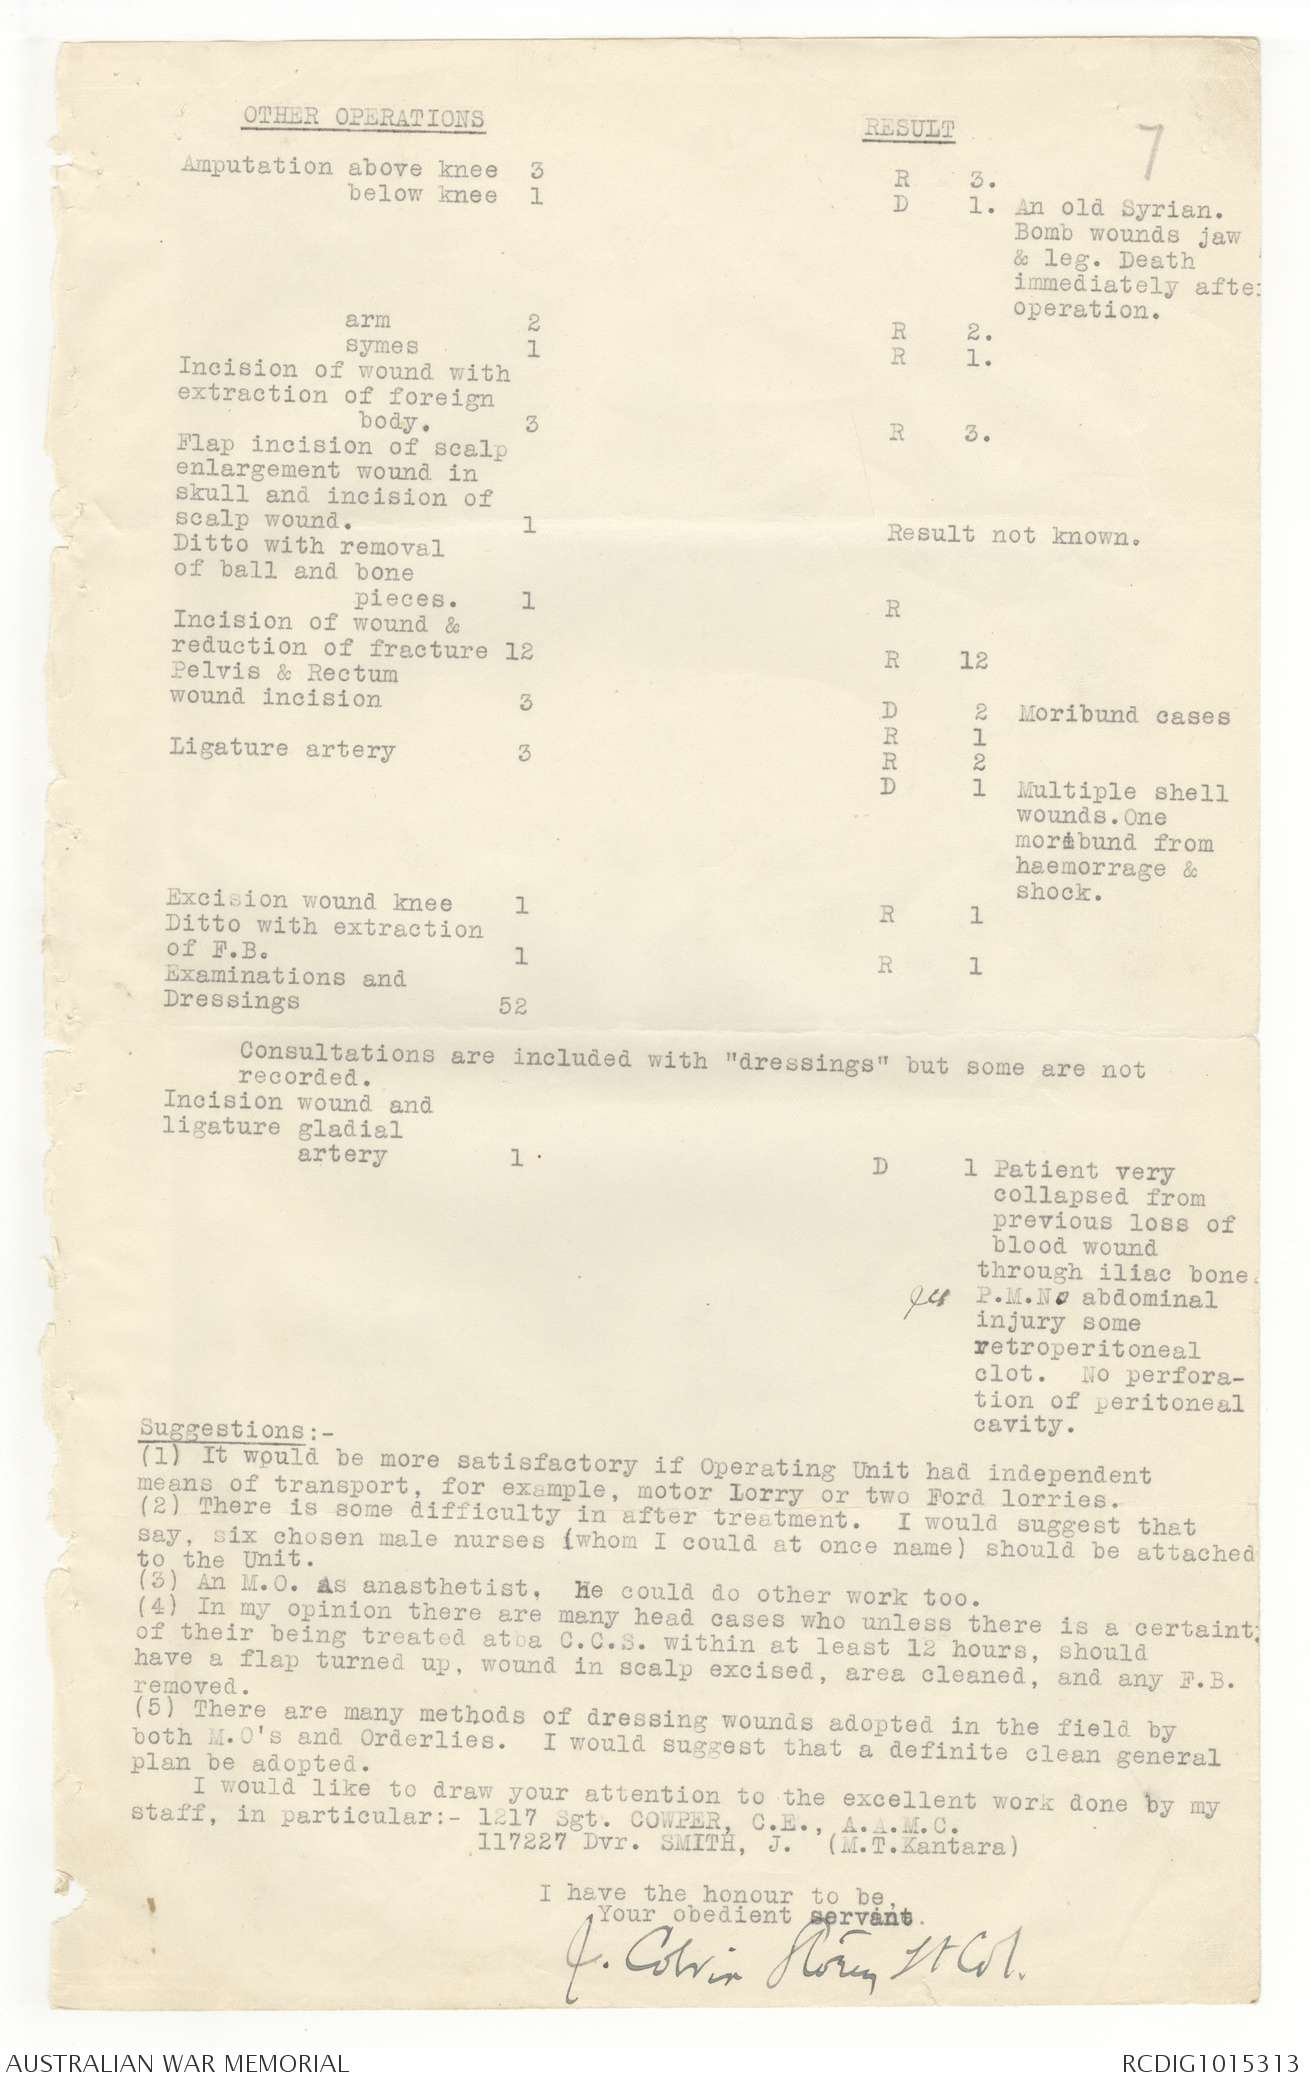 7
OTHER OPERATIONS RESULT
Amputation above knee 3 R 3.
below knee 1 D 1. An old Syrian.
Bomb wounds jaw
& leg. Death
immediately after
operation.
arm 2 R 2.
symes 1 R 1.
Incision of wound with
extraction of foreign
body. 3 R 3.
Flap incision of scalp
enlargement wound in
skull and incision of
scalp wound. 1 Result not known.
Ditto with removal
of ball and bone
pieces. 1 R
Incision of wound &
reduction of fracture 12 R 12
Pelvis & Rectum
wound incision 3 D 2 Moribund cases
R 1
Ligature artery 3 R 2
D 1 Multiple shell
wounds.One
moribund from
haemorrage &
shock.
Excision wound knee 1 R 1
Ditto with extraction
of F.B. 1 R 1
Examinations and
Dressings 52
Consultations are included with "dressings" but some are not
recorded.
Incision wound and
ligature gladial
artery 1 D 1 Patient very
collapsed from
previous loss of
blood wound
through iliac bone.
P.M.No abdominal
injury some
retroperitoneal
clot. No perfora-
tion of peritoneal
cavity.
Suggestions:-
(1) It would be more satisfactory if Operating Unit had independent
means of transport, for example, motor Lorry or two Ford lorries.
(2) There is some difficulty in after treatment. I would suggest that
say, six chosen male nurses (whom I could at once name) should be attached
to the Unit.
(3) An M.O. As anasthetist, He could do other work too.
(4) In my opinion there are many head cases who unless there is a certaint
of their being treated at a C.C.S. within at least 12 hours, should
have a flap turned up, wound in scalp excised, area cleaned, and any F.B.
removed.
(5) There are many methods of dressing wounds adopted in the field by
both M.O's and Orderlies. I would suggest that a definite clean general
plan be adopted.
I would like to draw your attention to the excellent work done by my
staff, in particular:- 1217 Sgt. COWPER, C.E., A.A.M.C.
117227 Dvr. SMITH, J. (M.T.Kantara)
I have the honour to be,
Your obedient servant.
J. Colvin Storey Lt Col.
AUSTRALIAN WAR MEMORIAL RCDIG1015313